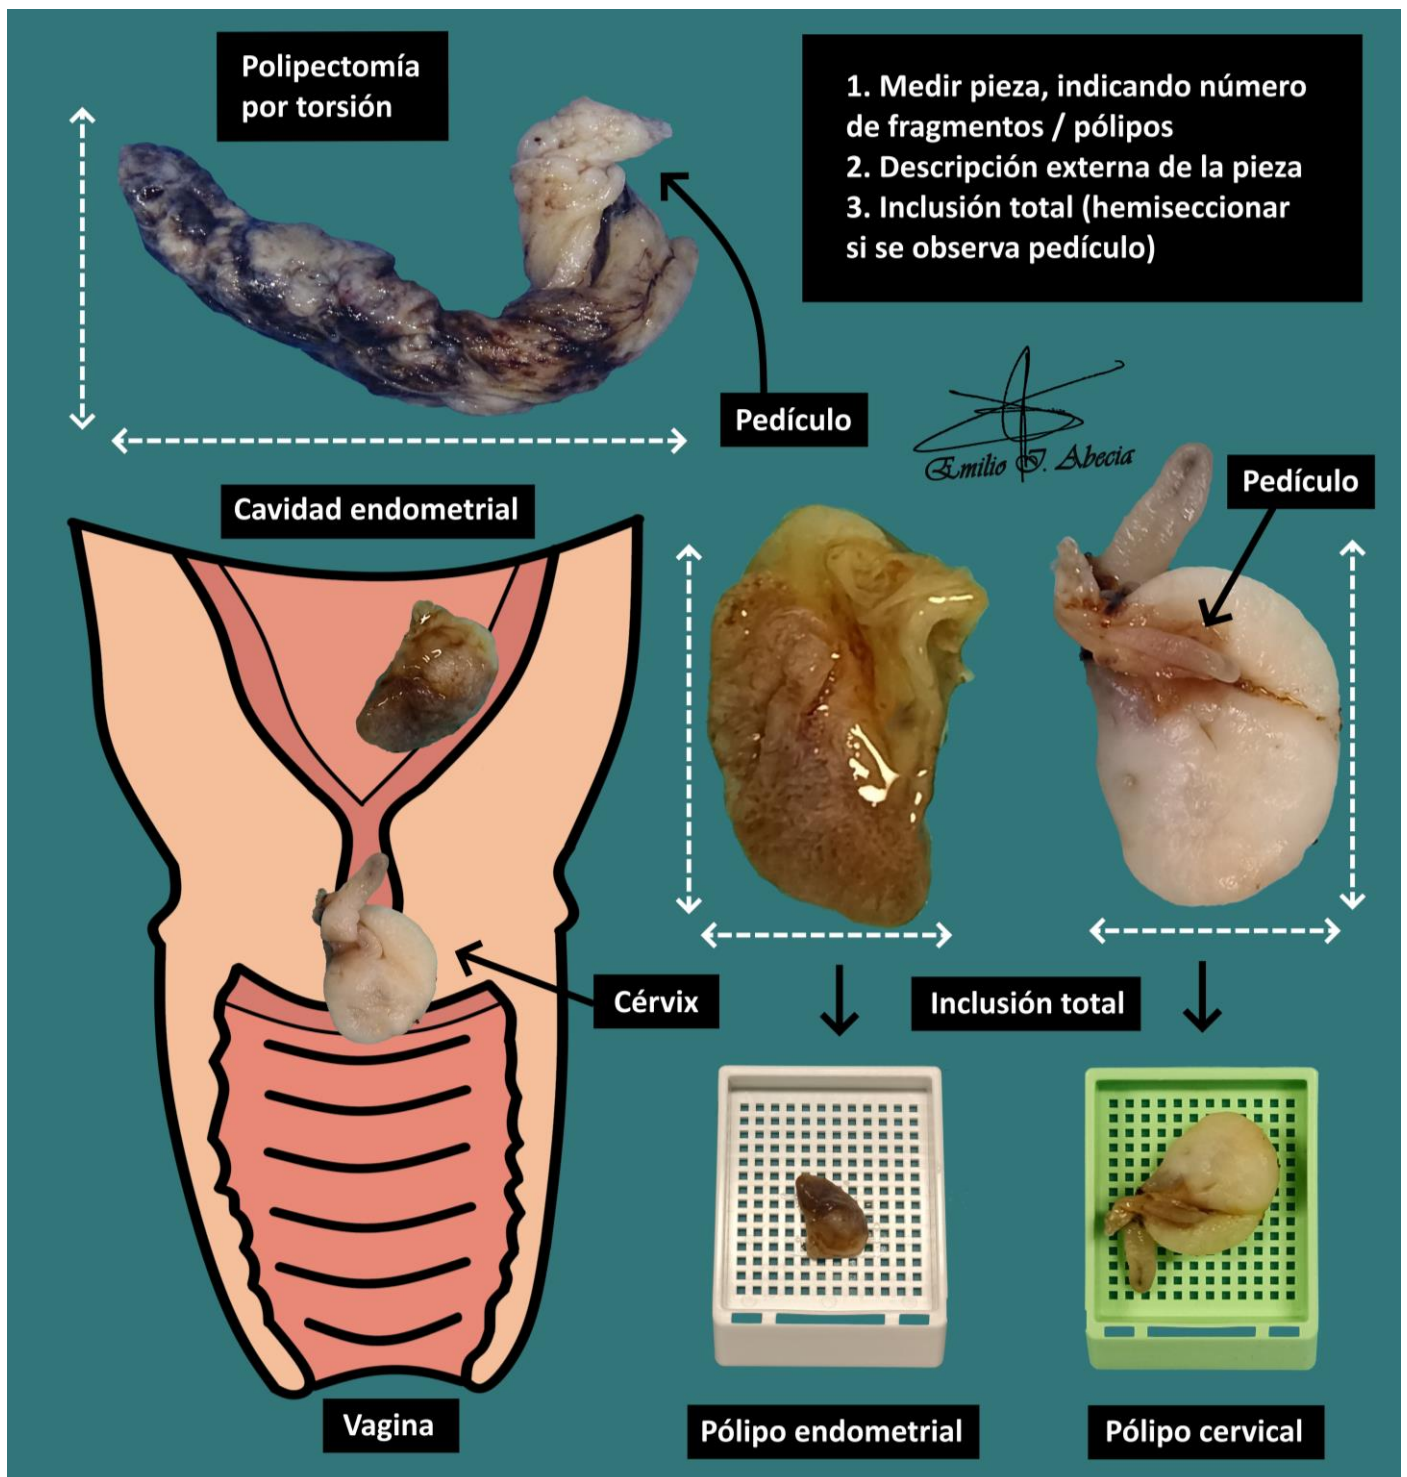 Polipectomía
por torsión
1. Medir pieza, indicando número
de fragmentos / pólipos
2. Descripción externa de la pieza
3. Inclusión total (hemiseccionar
si se observa pedículo)
Pedículo
Emilio J. Abecia
Pedículo
Cavidad endometrial
Cérvix
Inclusión total
Vagina
Pólipo endometrial
Pólipo cervical